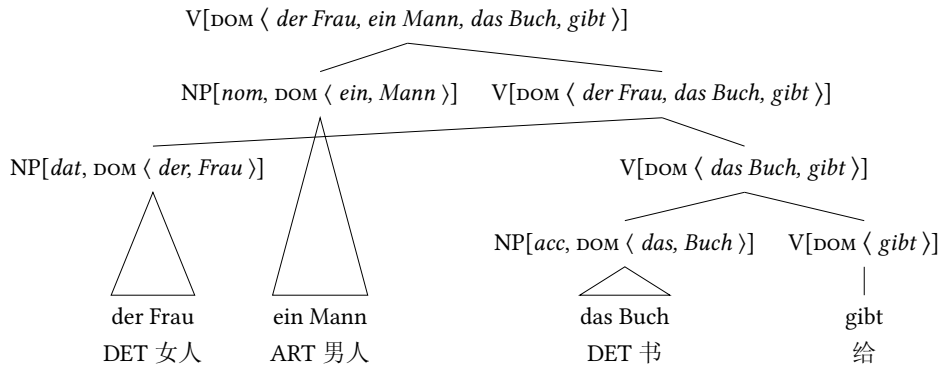 V[DOM ⟨ der Frau, ein Mann, das Buch, gibt ⟩]
NP[nom, DOM ⟨ ein, Mann ⟩] V[DOM ⟨ der Frau, das Buch, gibt ⟩]
NP[dat, DOM ⟨ der, Frau ⟩] V[DOM ⟨ das Buch, gibt ⟩]
NP[acc, DOM ⟨ das, Buch ⟩] V[DOM ⟨ gibt ⟩]
der Frau ein Mann das Buch gibt
DET 女人 ART 男人 DET 书 给